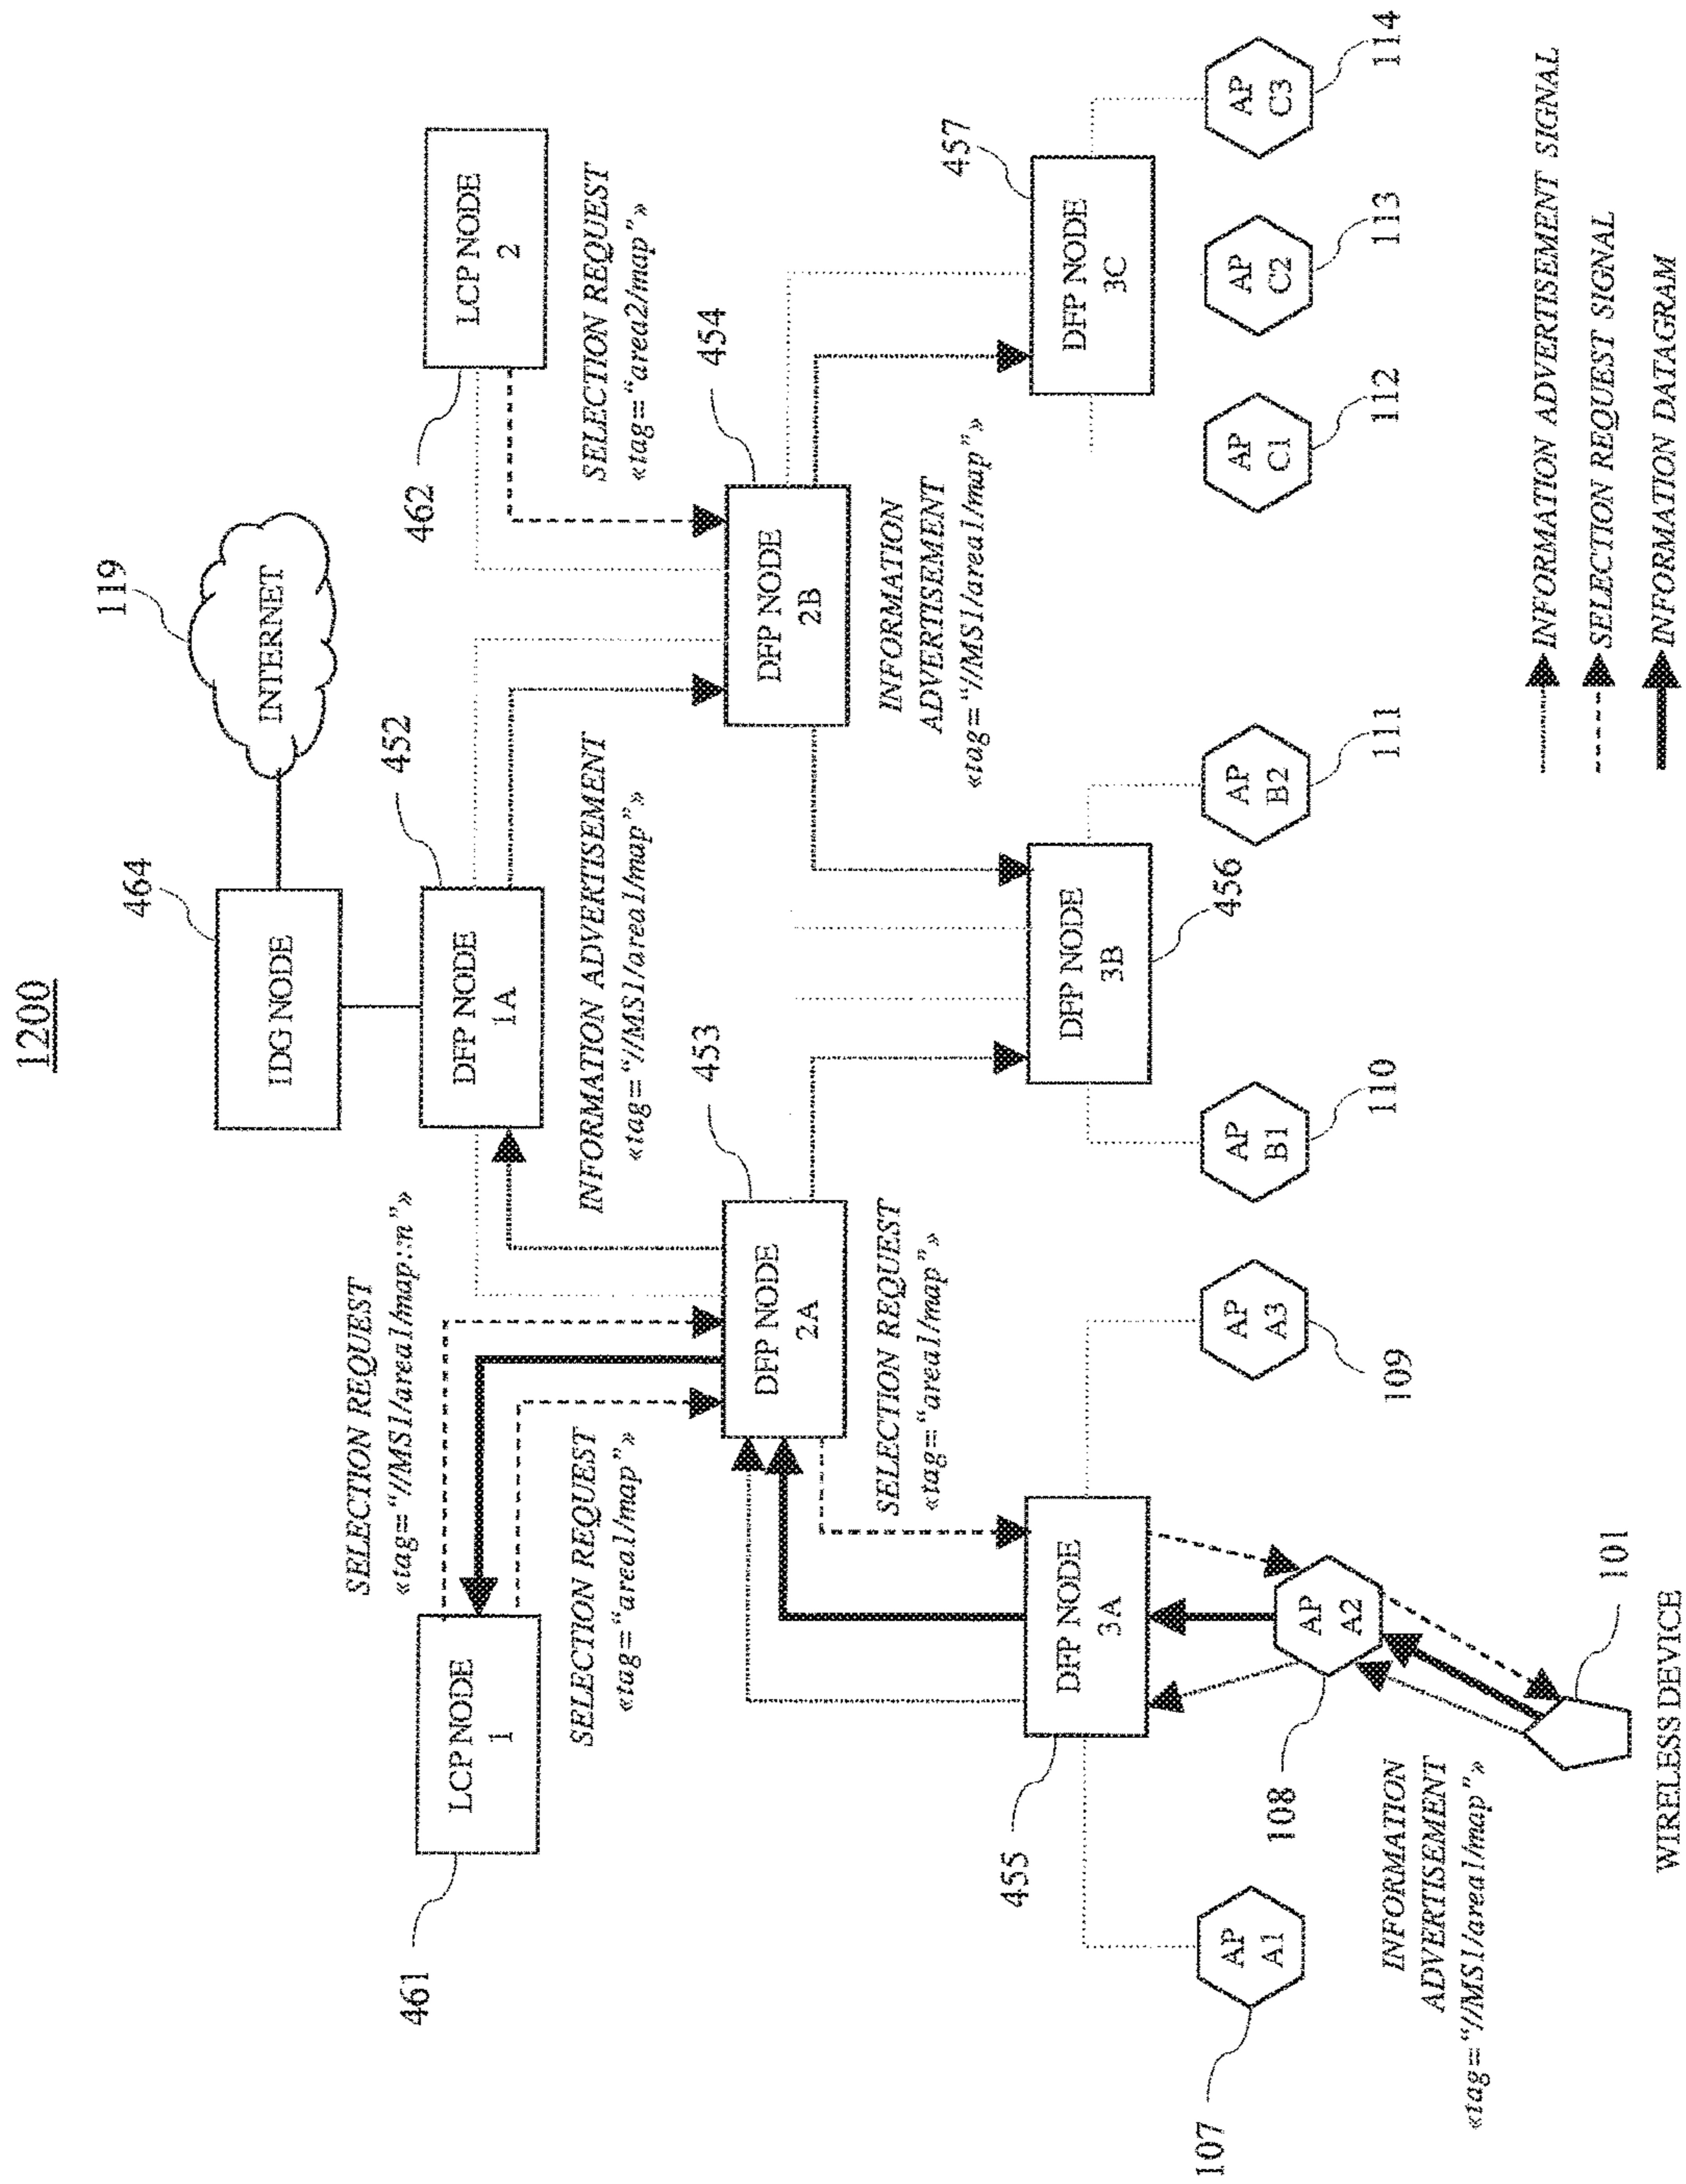 1200
119
INTERNET
464
IDG NODE
452
DFP NODE
1A
LCP NODE
2
462
SELECTION REQUEST
«tag=“area2/map”»
SELECTION REQUEST
«tag=“//MS1/area1/map::n”»
LCP NODE
1
461
SELECTION REQUEST
«tag=“area1/map”»
INFORMATION ADVERTISEMENT
«tag=“//MS1/area1/map”»
453
DFP NODE
2A
454
DFP NODE
2B
SELECTION REQUEST
«tag=“area1/map”»
INFORMATION
ADVERTISEMENT
«tag=“//MS1/area1/map”»
455
DFP NODE
3A
DFP NODE
3B
456
457
DFP NODE
3C
AP
A1
107
AP
A2
108
AP
A3
109
AP
B1
110
AP
B2
111
AP
C1
112
AP
C2
113
AP
C3
114
INFORMATION
ADVERTISEMENT
«tag=“//MS1/area1/map”»
101
WIRELESS DEVICE
INFORMATION ADVERTISEMENT SIGNAL
SELECTION REQUEST SIGNAL
INFORMATION DATAGRAM